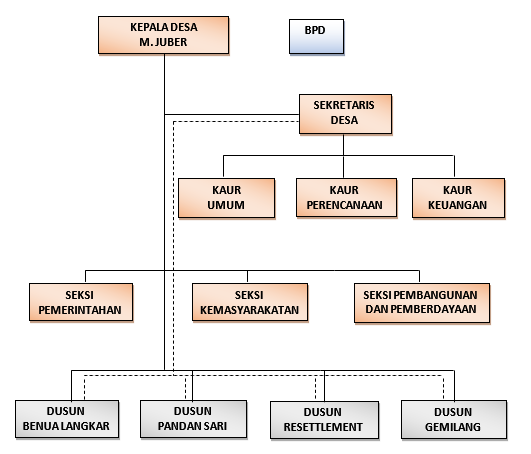 KEPALA DESA
M. JUBER
BPD
SEKRETARIS
DESA
KAUR
UMUM
KAUR
PERENCANAAN
KAUR
KEUANGAN
SEKSI
PEMERINTAHAN
SEKSI
KEMASYARAKATAN
SEKSI PEMBANGUNAN
DAN PEMBERDAYAAN
DUSUN
BENUA LANGKAR
DUSUN
PANDAN SARI
DUSUN
RESETTLEMENT
DUSUN
GEMILANG